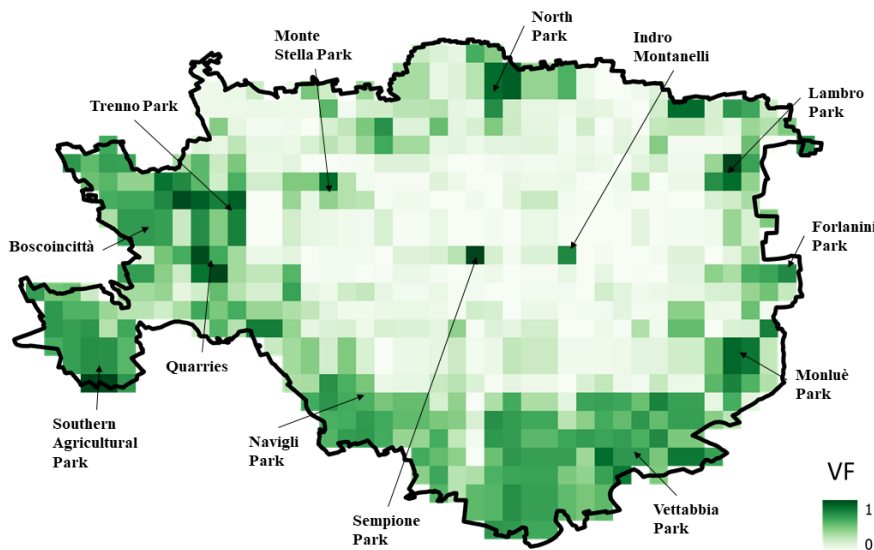 North
Park
Monte
Stella Park
Indro
Montanelli
Trenno Park
Lambro
Park
Boscoincittà
Forlanini
Park
Quarries
Monluè
Park
Southern
Agricultural
Park
Navigli
Park
Sempione
Park
Vettabbia
Park
VF
1
0